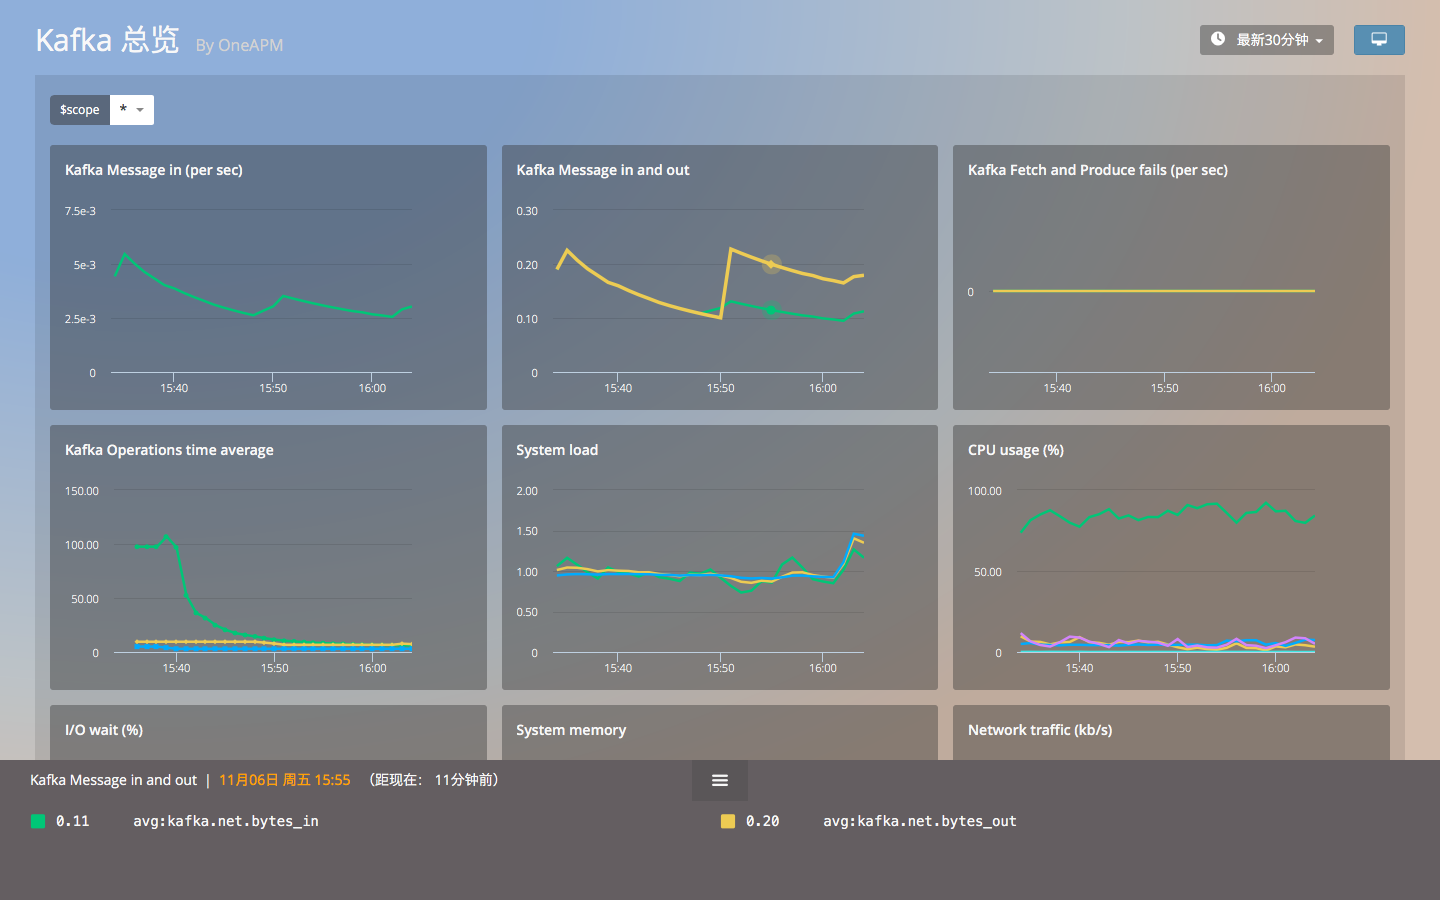 Kafka 总览 By OneAPM
最新30分钟
$scope *
Kafka Message in (per sec)
7.5e-3
5e-3
2.5e-3
0
15:40 15:50 16:00
Kafka Message in and out
0.30
0.20
0.10
0
15:40 15:50 16:00
Kafka Fetch and Produce fails (per sec)
0
15:40 15:50 16:00
Kafka Operations time average
150.00
100.00
50.00
0
15:40 15:50 16:00
System load
2.00
1.50
1.00
0.50
0
15:40 15:50 16:00
CPU usage (%)
100.00
50.00
0
15:40 15:50 16:00
I/O wait (%)
System memory
Network traffic (kb/s)
Kafka Message in and out | 11月06日 周五 15:55 （距现在： 11分钟前）
0.11 avg:kafka.net.bytes_in
0.20 avg:kafka.net.bytes_out